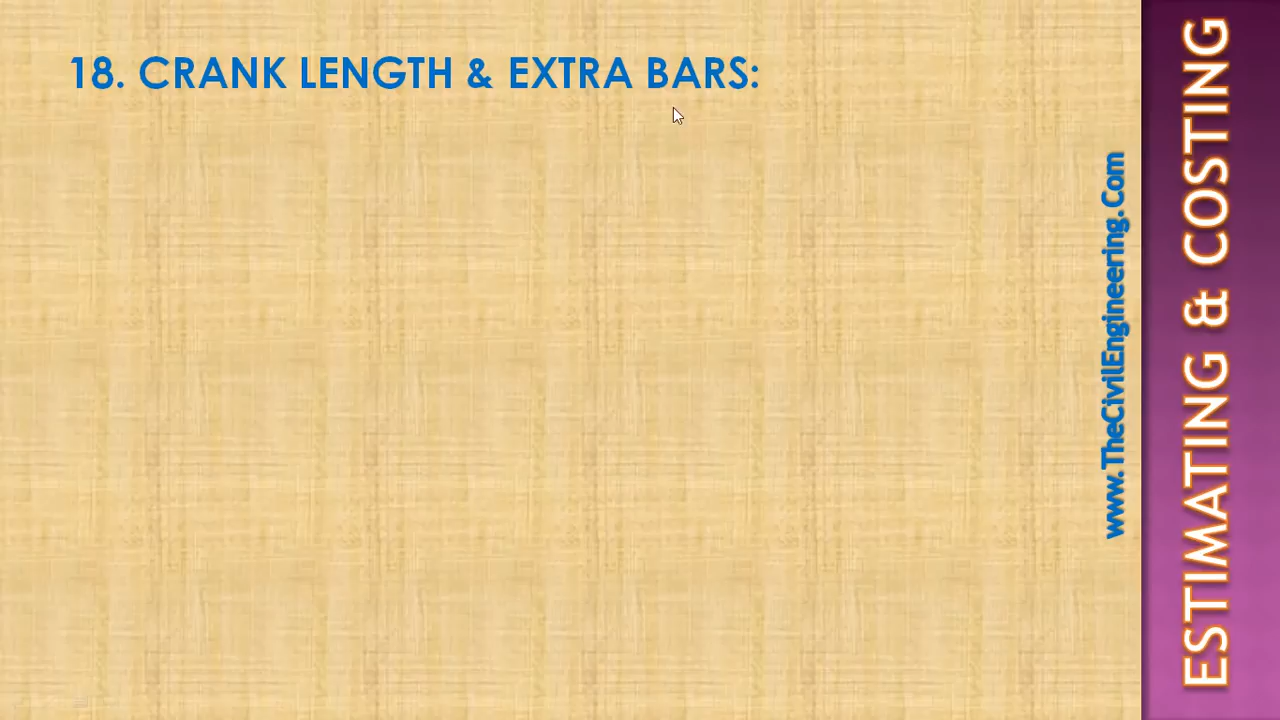 18. CRANK LENGTH & EXTRA BARS:
www.TheCivilEngineering.Com
ESTIMATING & COSTING